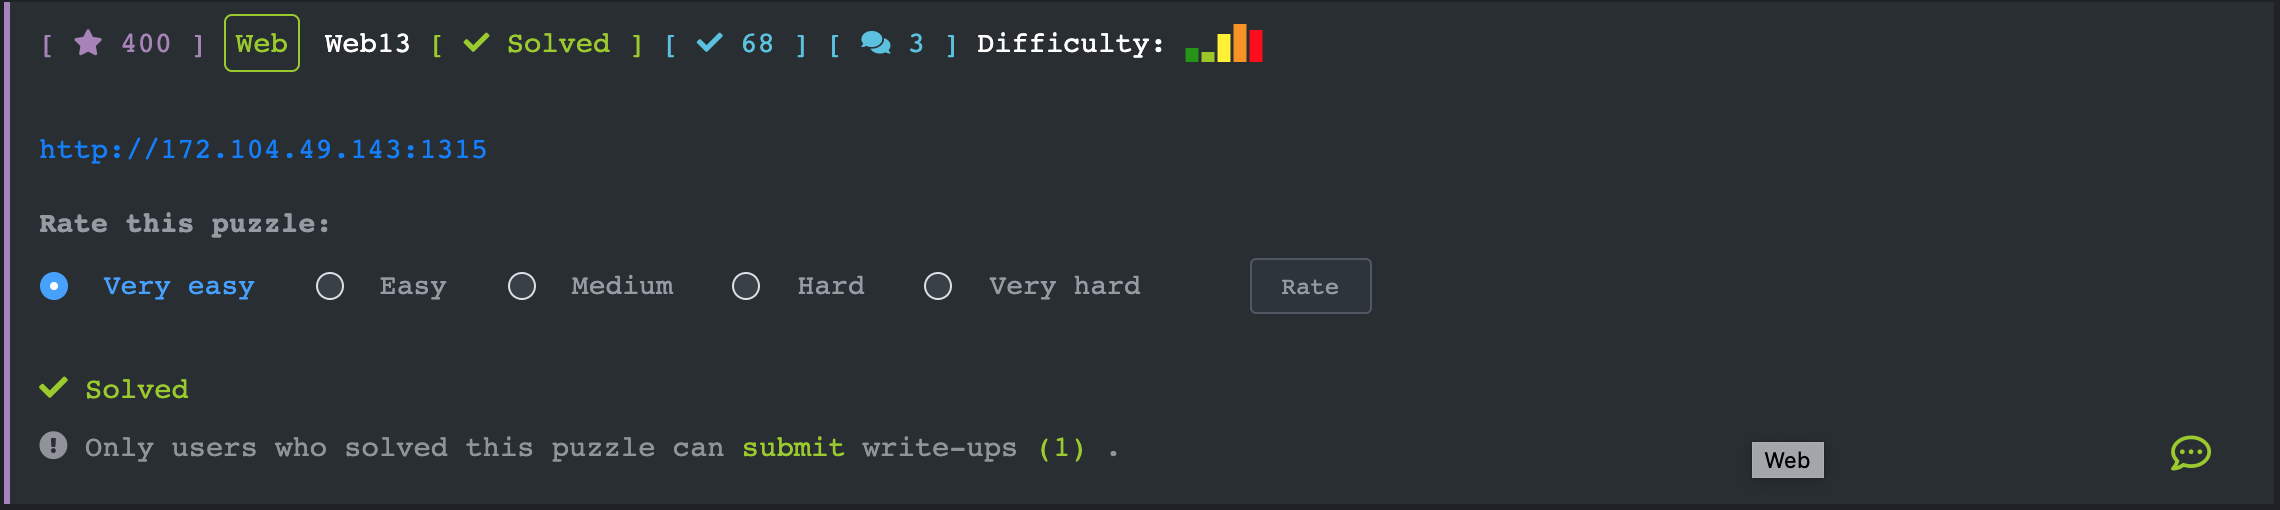 [ ★ 400 ] Web Web13 [ ✓ Solved ] [ ✓ 68 ] [ 3 ] Difficulty:
http://172.104.49.143:1315
Rate this puzzle:
Very easy Easy Medium Hard Very hard Rate
✓ Solved
Only users who solved this puzzle can submit write-ups (1) .
Web